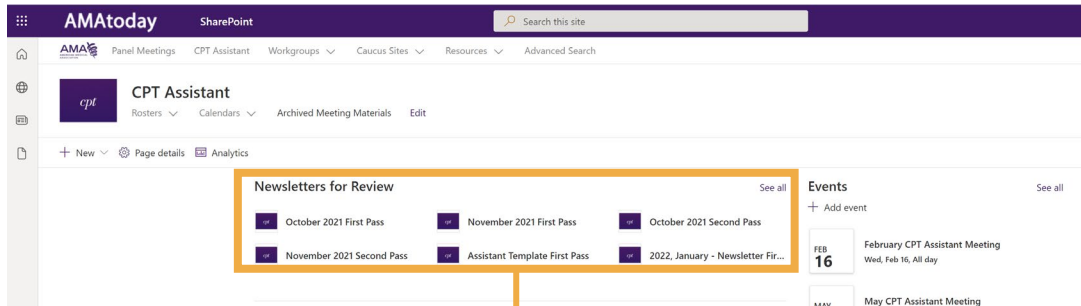 AMAtoday SharePoint Search this site
AMA Panel Meetings CPT Assistant Workgroups Caucus Sites Resources Advanced Search
cpt
CPT Assistant
Rosters Calendars Archived Meeting Materials Edit
New Page details Analytics
Newsletters for Review See all
October 2021 First Pass November 2021 First Pass October 2021 Second Pass
November 2021 Second Pass Assistant Template First Pass 2022, January - Newsletter Fir...
Events See all
Add event
FEB
16
February CPT Assistant Meeting
Wed, Feb 16, All day
MAY
May CPT Assistant Meeting